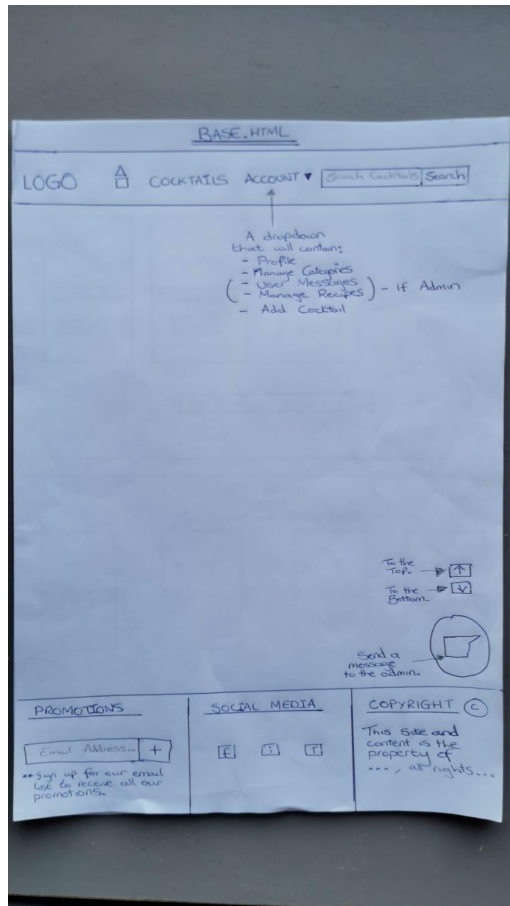 BASE.HTML
LOGO COCKTAILS ACCOUNT ▼ Search Cocktails Search
A dropdown
that will contain:
- Profile
- Manage Categories
( - User Messages
- Manage Recipes ) - If Admin
- Add Cocktail
To the
Top.
To the
Bottom.
Send a
message
to the admin.
PROMOTIONS
Email Address... +
** Sign up for our email
list to receive all our
promotions.
SOCIAL MEDIA
f i T
COPYRIGHT ©
This Site and
content is the
property of
..., all rights...